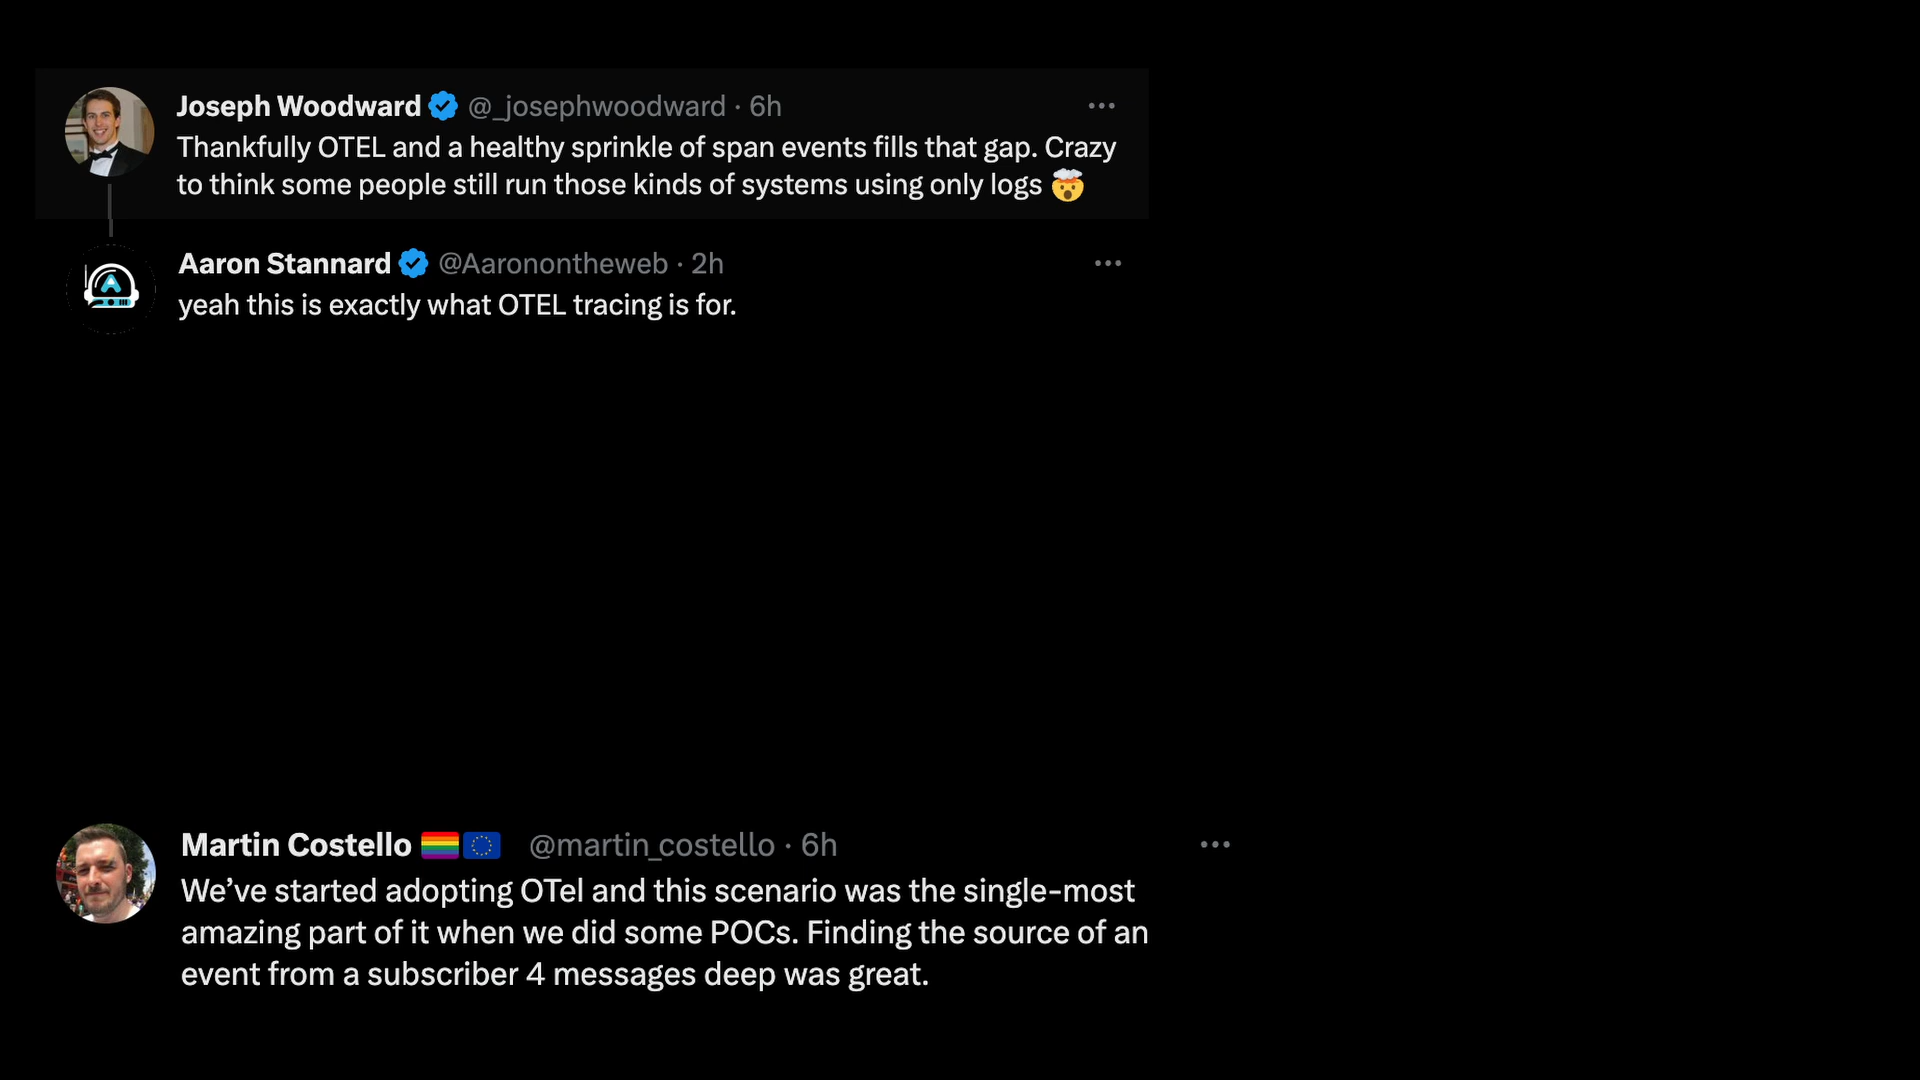 Joseph Woodward @_josephwoodward · 6h
Thankfully OTEL and a healthy sprinkle of span events fills that gap. Crazy
to think some people still run those kinds of systems using only logs 🤯
Aaron Stannard @Aaronontheweb · 2h
yeah this is exactly what OTEL tracing is for.
Martin Costello 🏳️‍🌈🇪🇺 @martin_costello · 6h
We’ve started adopting OTel and this scenario was the single-most
amazing part of it when we did some POCs. Finding the source of an
event from a subscriber 4 messages deep was great.